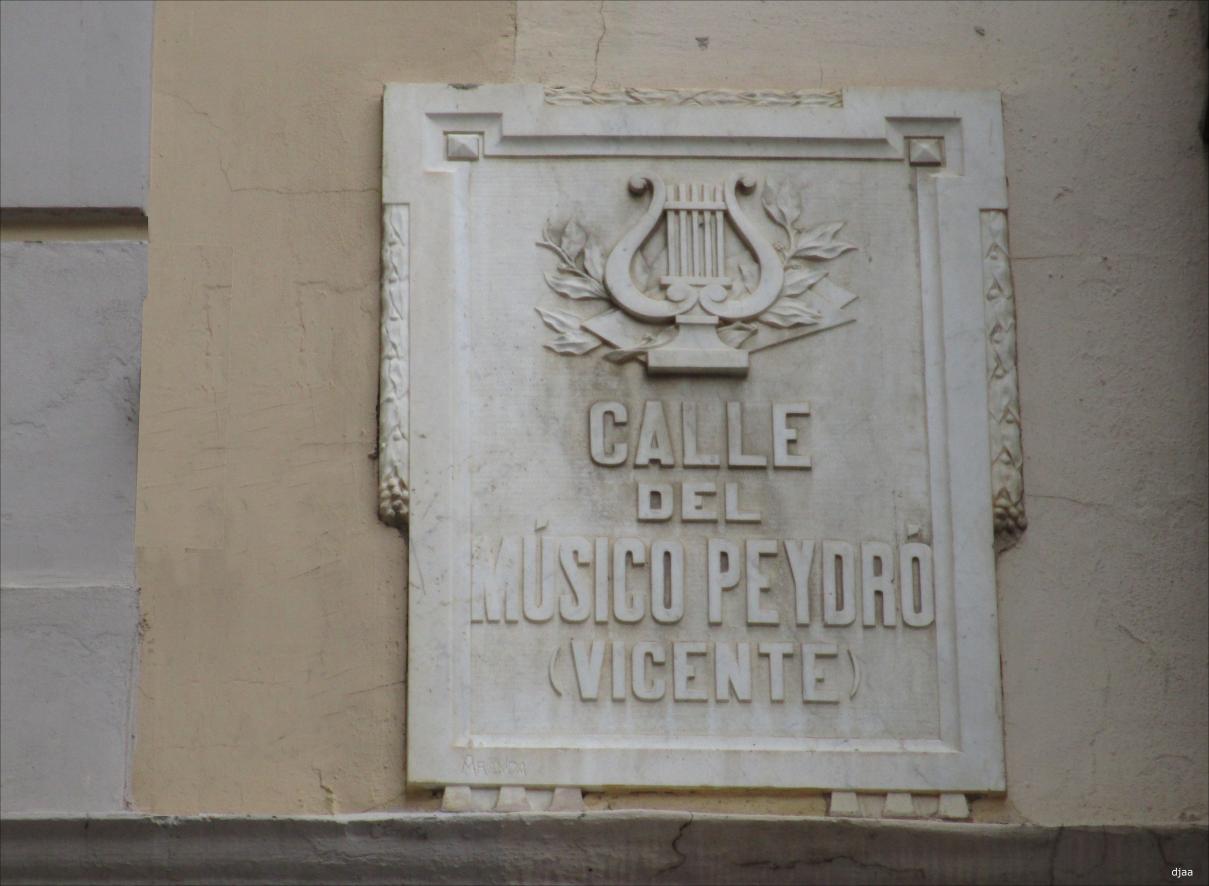 CALLE
DEL
MÚSICO PEYDRÓ
(VICENTE)
djaa